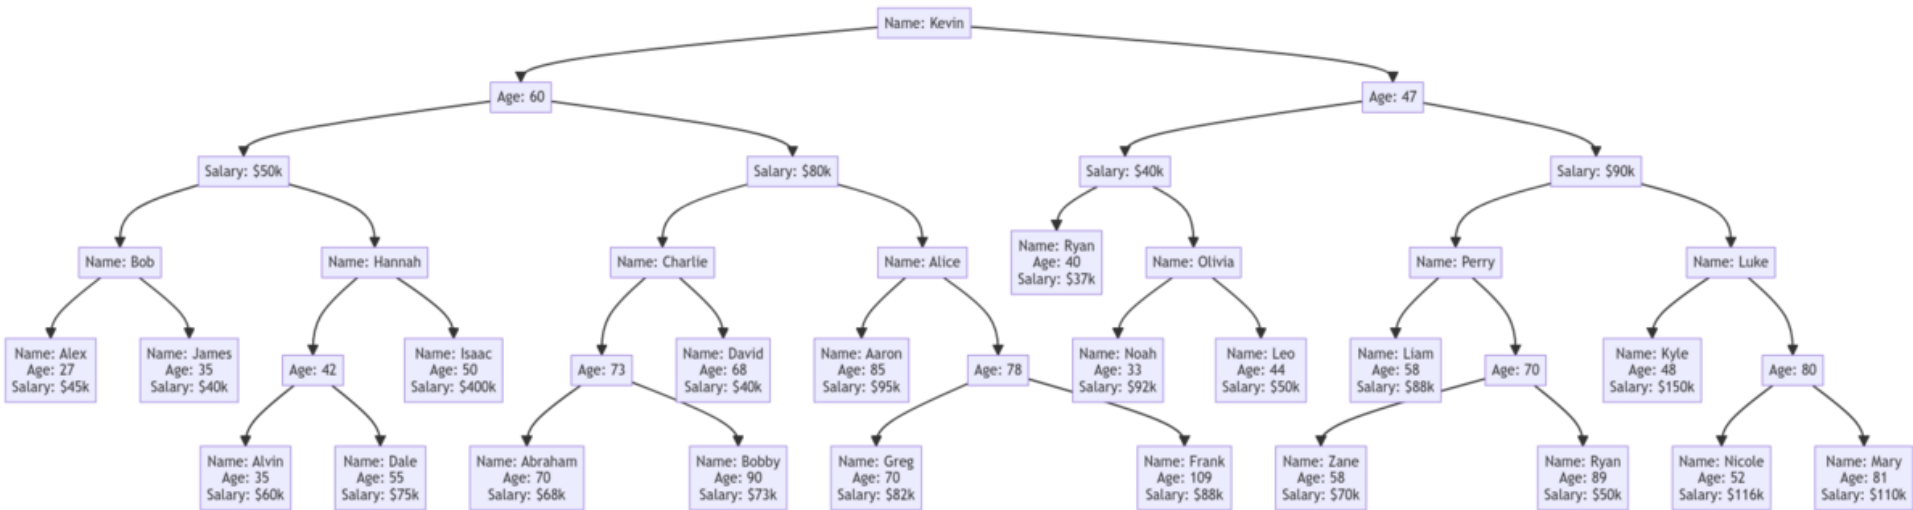 Name: Kevin
Age: 60
Age: 47
Salary: $50k
Salary: $80k
Salary: $40k
Salary: $90k
Name: Bob
Name: Hannah
Name: Charlie
Name: Alice
Name: Ryan
Age: 40
Salary: $37k
Name: Olivia
Name: Perry
Name: Luke
Name: Alex
Age: 27
Salary: $45k
Name: James
Age: 35
Salary: $40k
Age: 42
Name: Isaac
Age: 50
Salary: $400k
Age: 73
Name: David
Age: 68
Salary: $40k
Name: Aaron
Age: 85
Salary: $95k
Age: 78
Name: Noah
Age: 33
Salary: $92k
Name: Leo
Age: 44
Salary: $50k
Name: Liam
Age: 58
Salary: $88k
Age: 70
Name: Kyle
Age: 48
Salary: $150k
Age: 80
Name: Alvin
Age: 35
Salary: $60k
Name: Dale
Age: 55
Salary: $75k
Name: Abraham
Age: 70
Salary: $68k
Name: Bobby
Age: 90
Salary: $73k
Name: Greg
Age: 70
Salary: $82k
Name: Frank
Age: 109
Salary: $88k
Name: Zane
Age: 58
Salary: $70k
Name: Ryan
Age: 89
Salary: $50k
Name: Nicole
Age: 52
Salary: $116k
Name: Mary
Age: 81
Salary: $110k